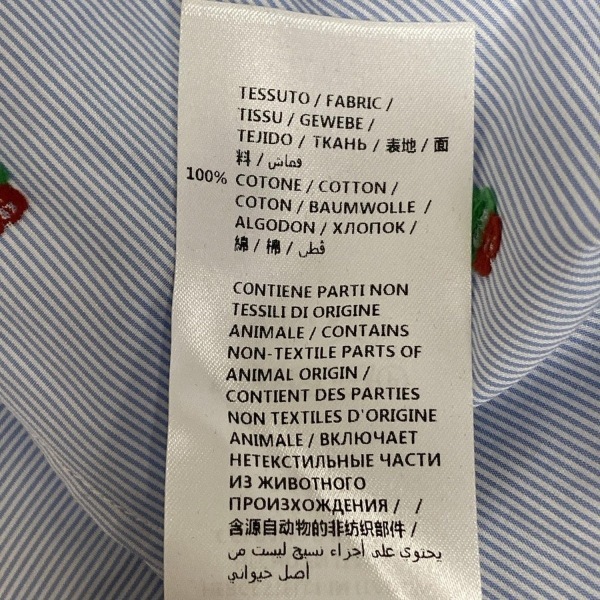 TESSUTO / FABRIC /
TISSU / GEWEBE /
TEJIDO / ТКАНЬ / 表地 / 面
料 / قماش
100% COTONE / COTTON /
COTON / BAUMWOLLE /
ALGODON / ХЛОПОК /
綿 / 棉 / قطن
CONTIENE PARTI NON
TESSILI DI ORIGINE
ANIMALE / CONTAINS
NON-TEXTILE PARTS OF
ANIMAL ORIGIN /
CONTIENT DES PARTIES
NON TEXTILES D'ORIGINE
ANIMALE / ВКЛЮЧАЕТ
НЕТЕКСТИЛЬНЫЕ ЧАСТИ
ИЗ ЖИВОТНОГО
ПРОИЗХОЖДЕНИЯ / /
含源自动物的非纺织部件 /
يحتوي على أجزاء نسيج ليست من
أصل حيواني